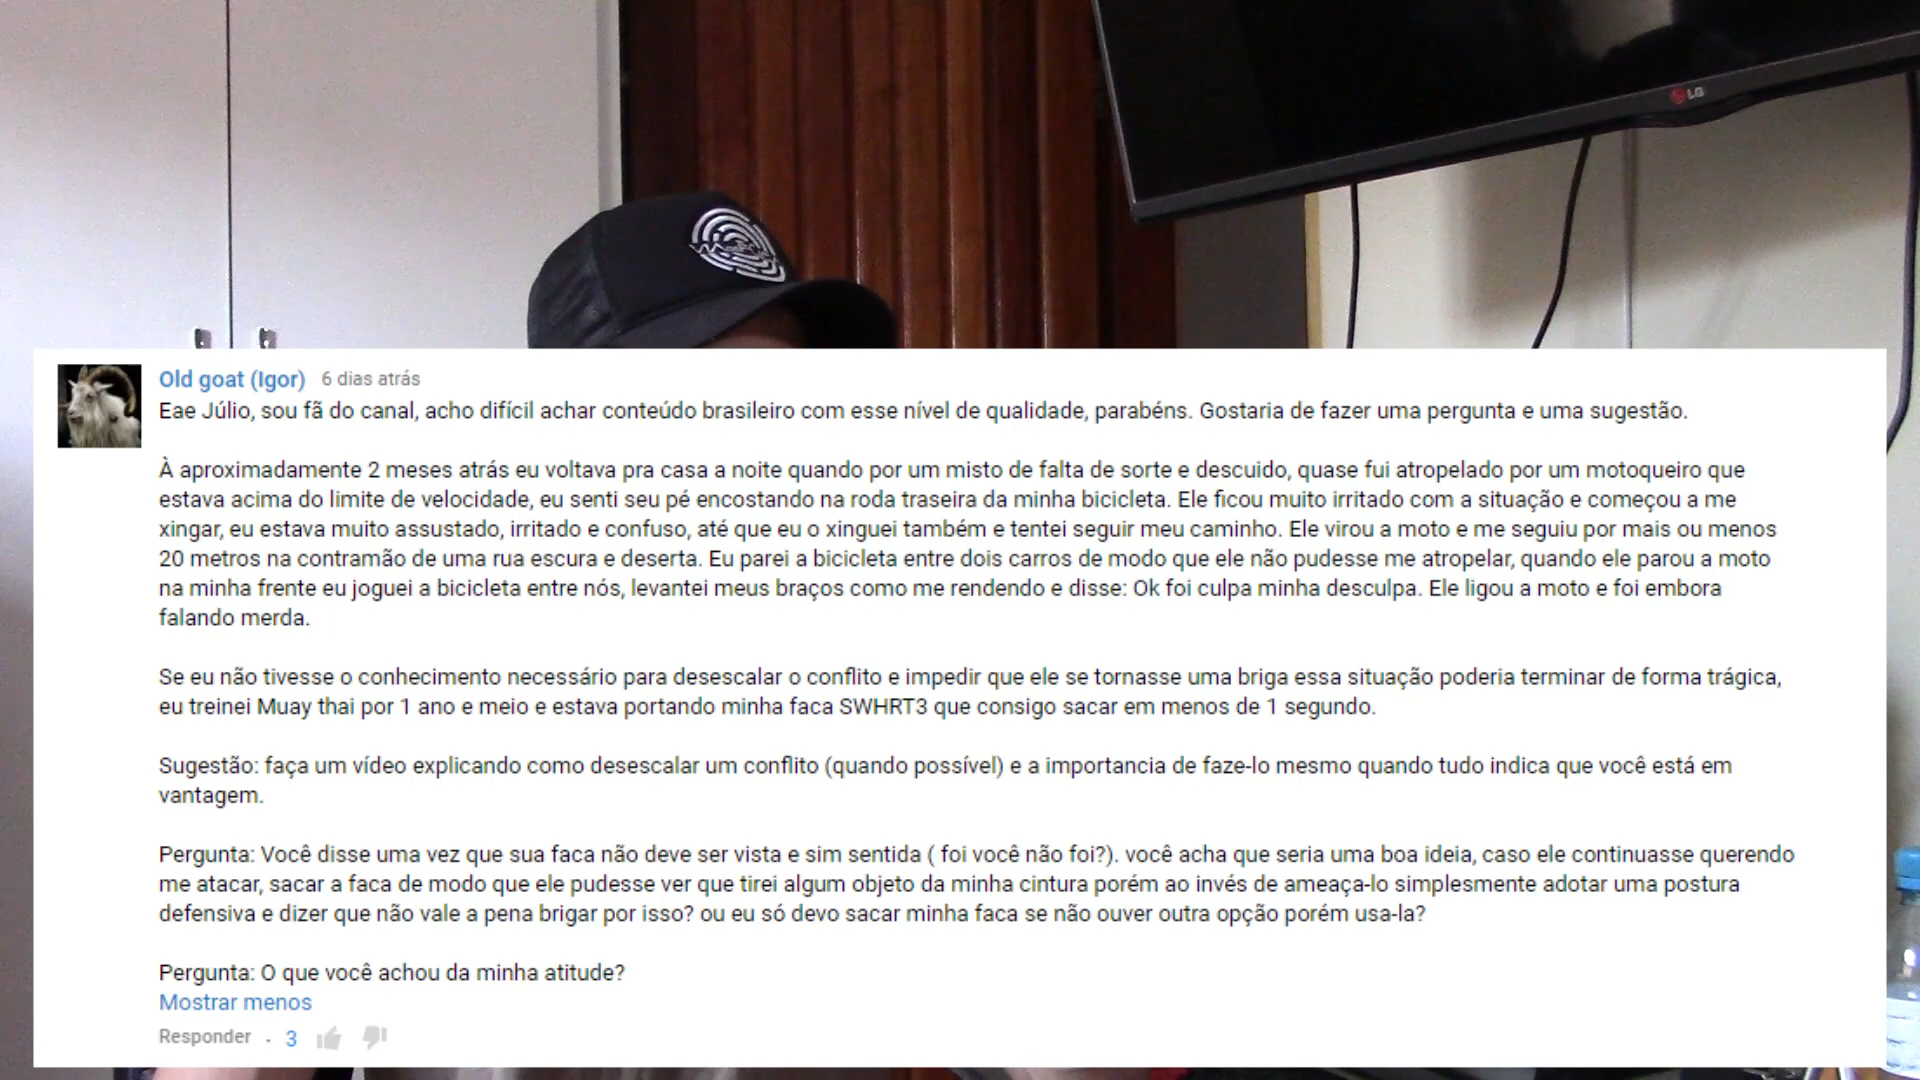 LG
Old goat (Igor) 6 dias atrás
Eae Júlio, sou fã do canal, acho difícil achar conteúdo brasileiro com esse nível de qualidade, parabéns. Gostaria de fazer uma pergunta e uma sugestão.
À aproximadamente 2 meses atrás eu voltava pra casa a noite quando por um misto de falta de sorte e descuido, quase fui atropelado por um motoqueiro que
estava acima do limite de velocidade, eu senti seu pé encostando na roda traseira da minha bicicleta. Ele ficou muito irritado com a situação e começou a me
xingar, eu estava muito assustado, irritado e confuso, até que eu o xinguei também e tentei seguir meu caminho. Ele virou a moto e me seguiu por mais ou menos
20 metros na contramão de uma rua escura e deserta. Eu parei a bicicleta entre dois carros de modo que ele não pudesse me atropelar, quando ele parou a moto
na minha frente eu joguei a bicicleta entre nós, levantei meus braços como me rendendo e disse: Ok foi culpa minha desculpa. Ele ligou a moto e foi embora
falando merda.
Se eu não tivesse o conhecimento necessário para desescalar o conflito e impedir que ele se tornasse uma briga essa situação poderia terminar de forma trágica,
eu treinei Muay thai por 1 ano e meio e estava portando minha faca SWHRT3 que consigo sacar em menos de 1 segundo.
Sugestão: faça um vídeo explicando como desescalar um conflito (quando possível) e a importancia de faze-lo mesmo quando tudo indica que você está em
vantagem.
Pergunta: Você disse uma vez que sua faca não deve ser vista e sim sentida ( foi você não foi?). você acha que seria uma boa ideia, caso ele continuasse querendo
me atacar, sacar a faca de modo que ele pudesse ver que tirei algum objeto da minha cintura porém ao invés de ameaça-lo simplesmente adotar uma postura
defensiva e dizer que não vale a pena brigar por isso? ou eu só devo sacar minha faca se não ouver outra opção porém usa-la?
Pergunta: O que você achou da minha atitude?
Mostrar menos
Responder . 3